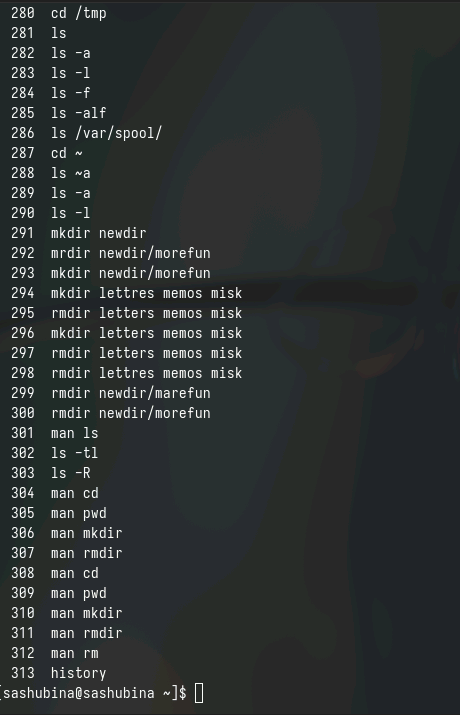 280 cd /tmp
281 ls
282 ls -a
283 ls -l
284 ls -f
285 ls -alf
286 ls /var/spool/
287 cd ~
288 ls ~a
289 ls -a
290 ls -l
291 mkdir newdir
292 mrdir newdir/morefun
293 mkdir newdir/morefun
294 mkdir lettres memos misk
295 rmdir letters memos misk
296 mkdir letters memos misk
297 rmdir letters memos misk
298 rmdir lettres memos misk
299 rmdir newdir/marefun
300 rmdir newdir/morefun
301 man ls
302 ls -tl
303 ls -R
304 man cd
305 man pwd
306 man mkdir
307 man rmdir
308 man cd
309 man pwd
310 man mkdir
311 man rmdir
312 man rm
313 history
[sashubina@sashubina ~]$